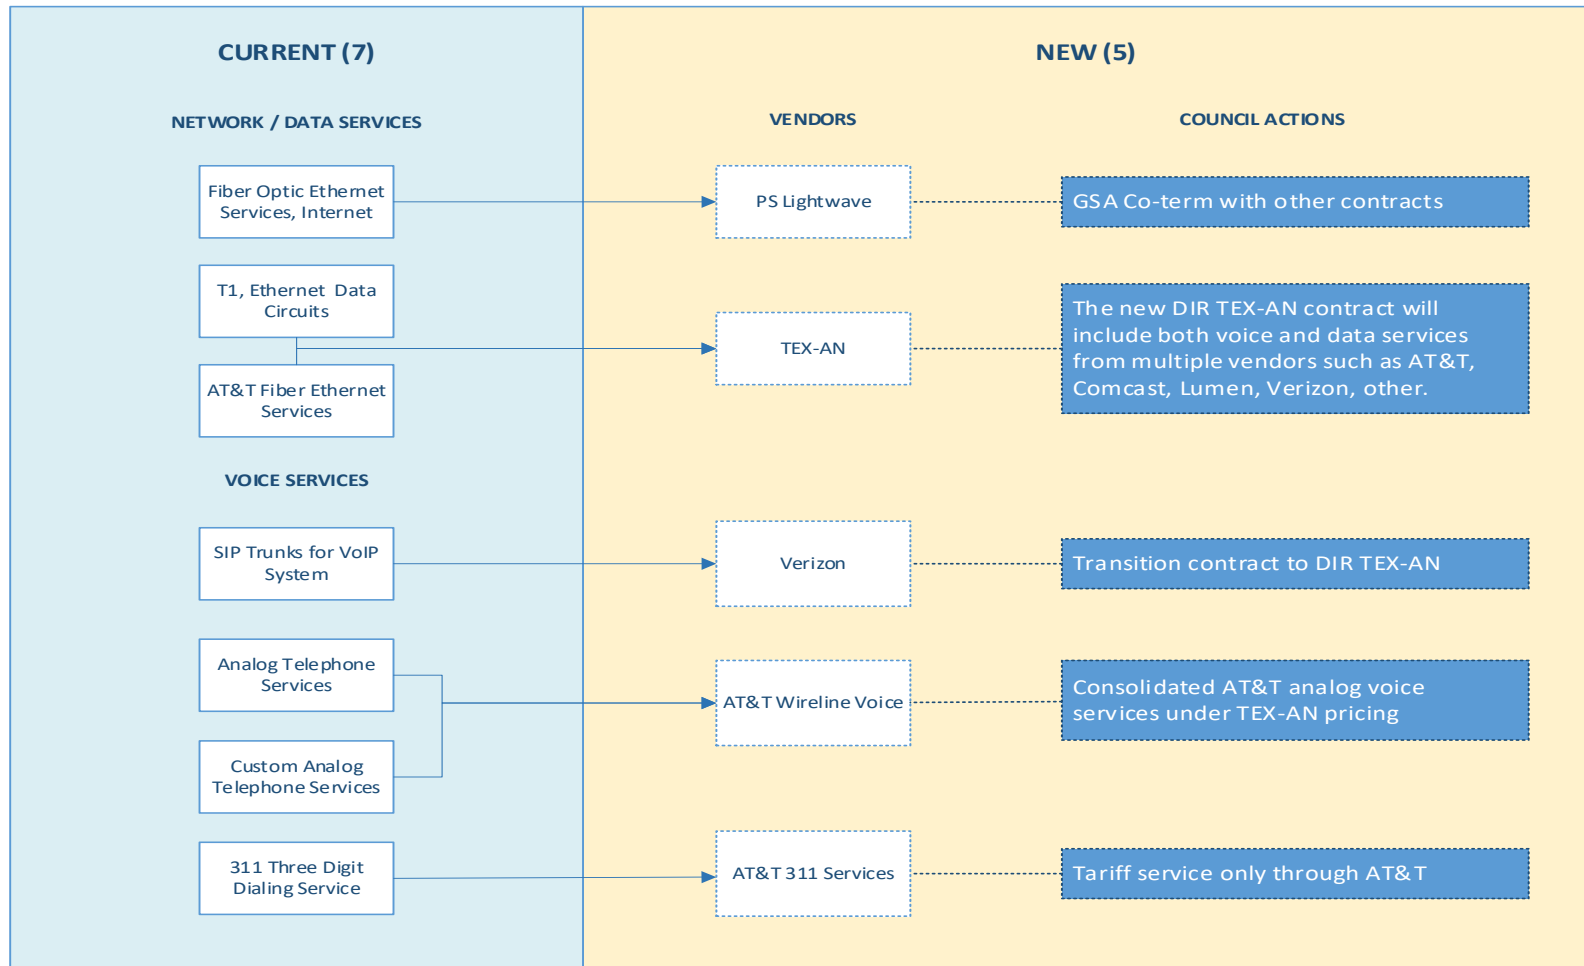 CURRENT (7)
NEW (5)
NETWORK / DATA SERVICES
VENDORS
COUNCIL ACTIONS
Fiber Optic Ethernet
Services, Internet
PS Lightwave
GSA Co-term with other contracts
T1, Ethernet Data
Circuits
AT&T Fiber Ethernet
Services
TEX-AN
The new DIR TEX-AN contract will
include both voice and data services
from multiple vendors such as AT&T,
Comcast, Lumen, Verizon, other.
VOICE SERVICES
SIP Trunks for VoIP
System
Verizon
Transition contract to DIR TEX-AN
Analog Telephone
Services
Custom Analog
Telephone Services
AT&T Wireline Voice
Consolidated AT&T analog voice
services under TEX-AN pricing
311 Three Digit
Dialing Service
AT&T 311 Services
Tariff service only through AT&T